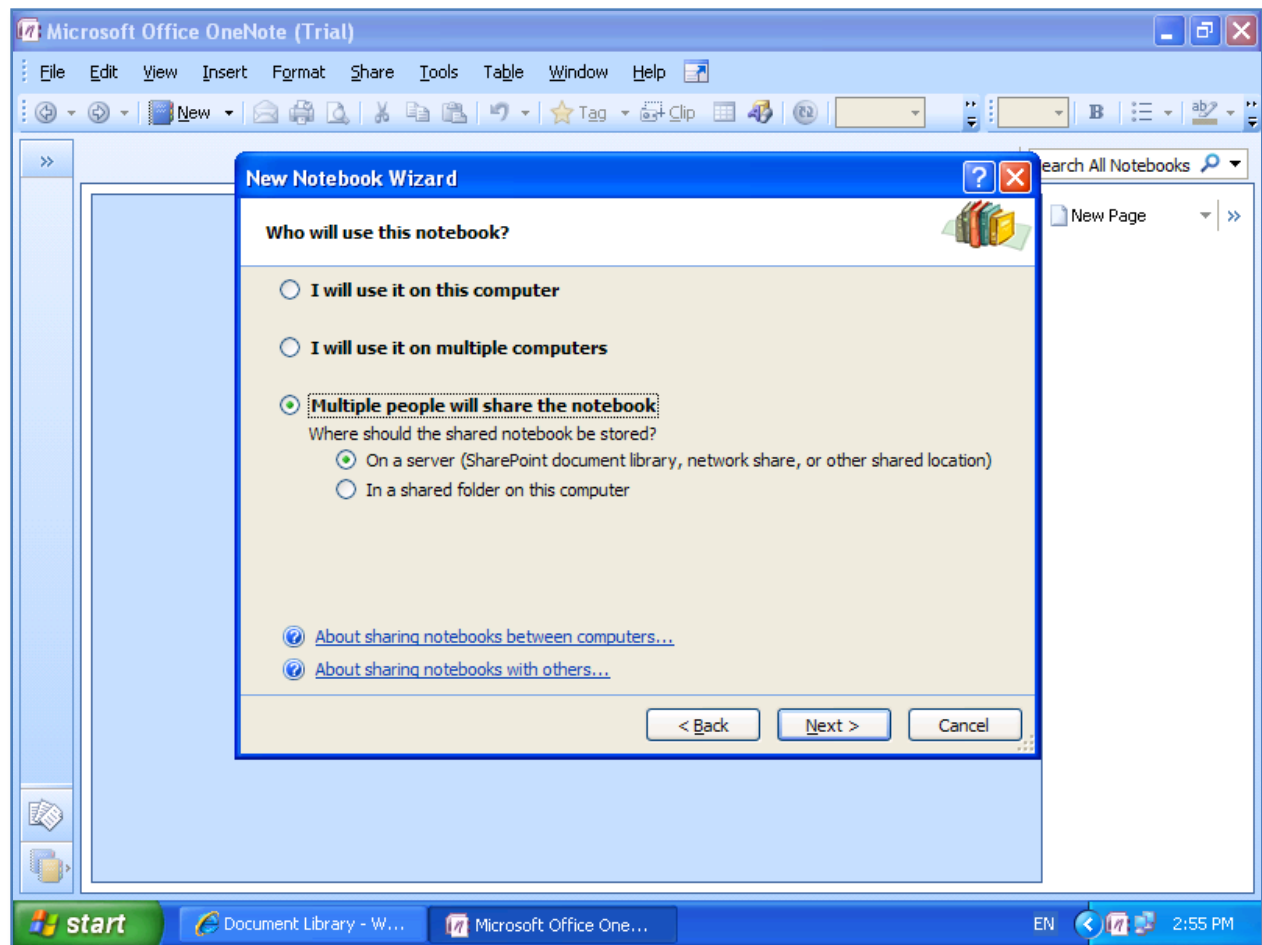 Microsoft Office OneNote (Trial)
File Edit View Insert Format Share Tools Table Window Help
New Tag Clip B ab
earch All Notebooks
New Notebook Wizard
New Page
Who will use this notebook?
I will use it on this computer
I will use it on multiple computers
Multiple people will share the notebook
Where should the shared notebook be stored?
On a server (SharePoint document library, network share, or other shared location)
In a shared folder on this computer
About sharing notebooks between computers...
About sharing notebooks with others...
< Back Next > Cancel
start Document Library - W... Microsoft Office One... EN 2:55 PM